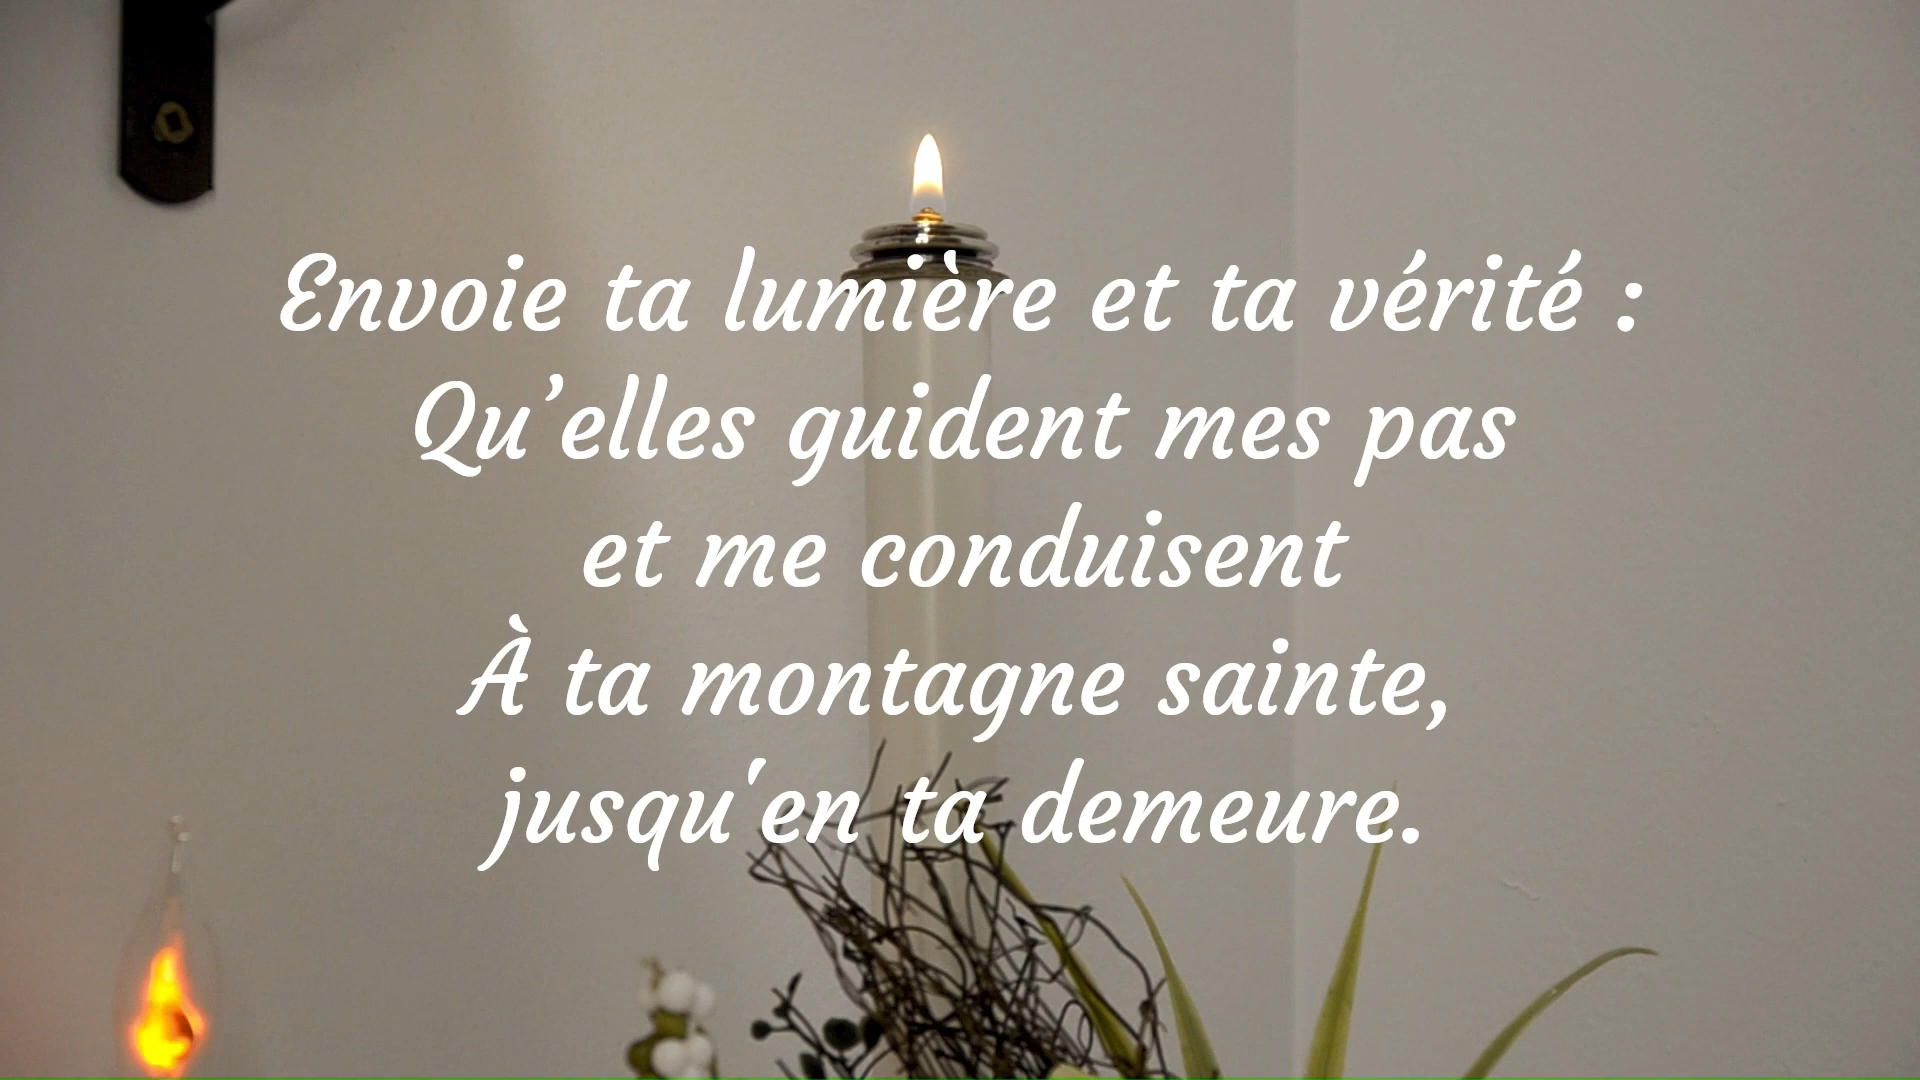 Envoie ta lumière et ta vérité :
Qu’elles guident mes pas
et me conduisent
À ta montagne sainte,
jusqu'en ta demeure.